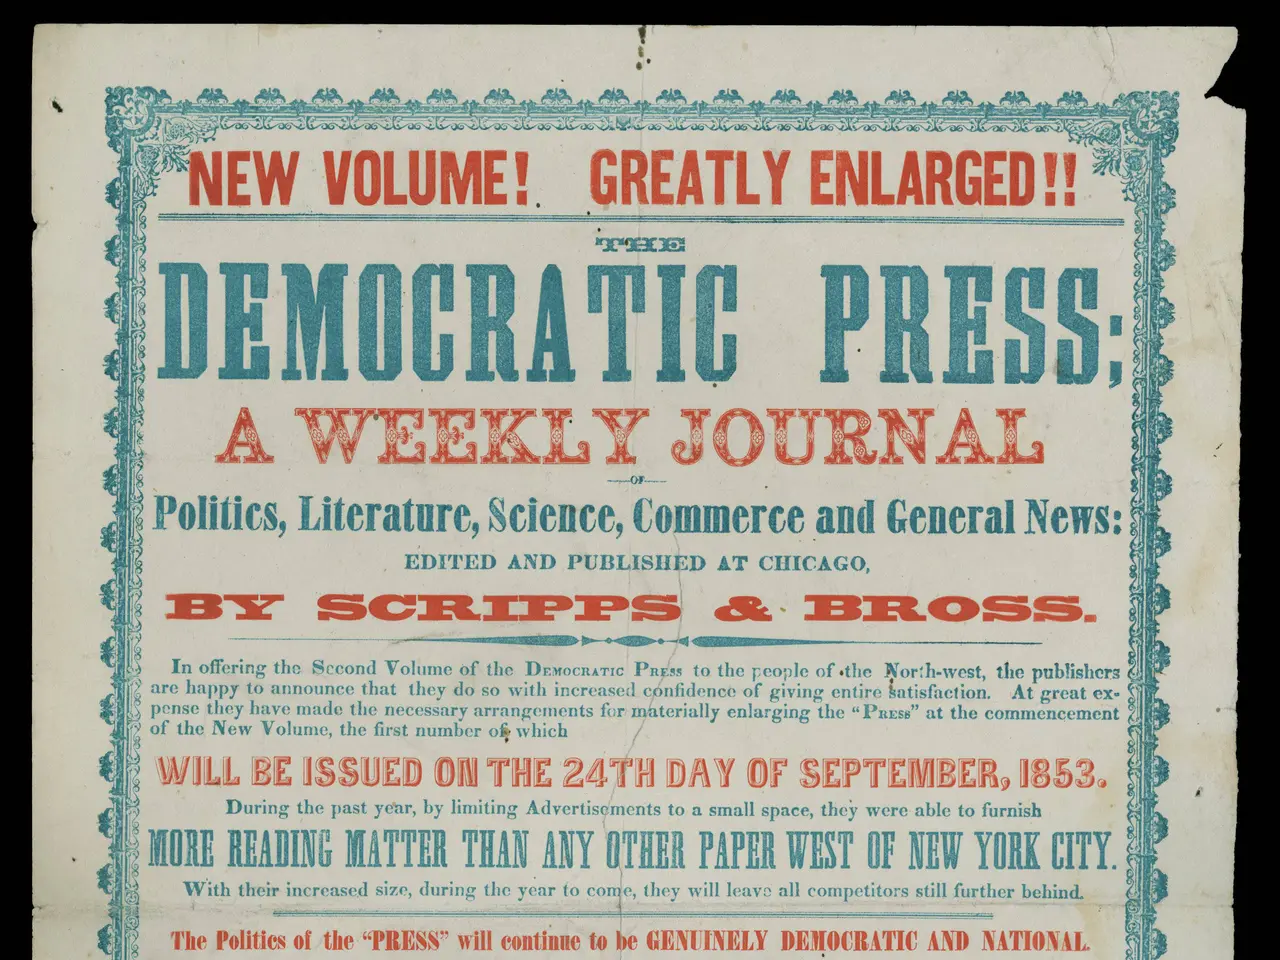 NEW VOLUME! GREATLY ENLARGED!!
THE
DEMOCRATIC PRESS;
A WEEKLY JOURNAL
OF
Politics, Literature, Science, Commerce and General News:
EDITED AND PUBLISHED AT CHICAGO,
BY SCRIPPS & BROSS.
In offering the Second Volume of the DEMOCRATIC PRESS to the people of the North-west, the publishers
are happy to announce that they do so with increased confidence of giving entire satisfaction. At great ex-
pense they have made the necessary arrangements for materially enlarging the "PRESS" at the commencement
of the New Volume, the first number of which
WILL BE ISSUED ON THE 24TH DAY OF SEPTEMBER, 1853.
During the past year, by limiting Advertisements to a small space, they were able to furnish
MORE READING MATTER THAN ANY OTHER PAPER WEST OF NEW YORK CITY.
With their increased size, during the year to come, they will leave all competitors still further behind.
The Politics of the "PRESS" will continue to be GENUINELY DEMOCRATIC AND NATIONAL.